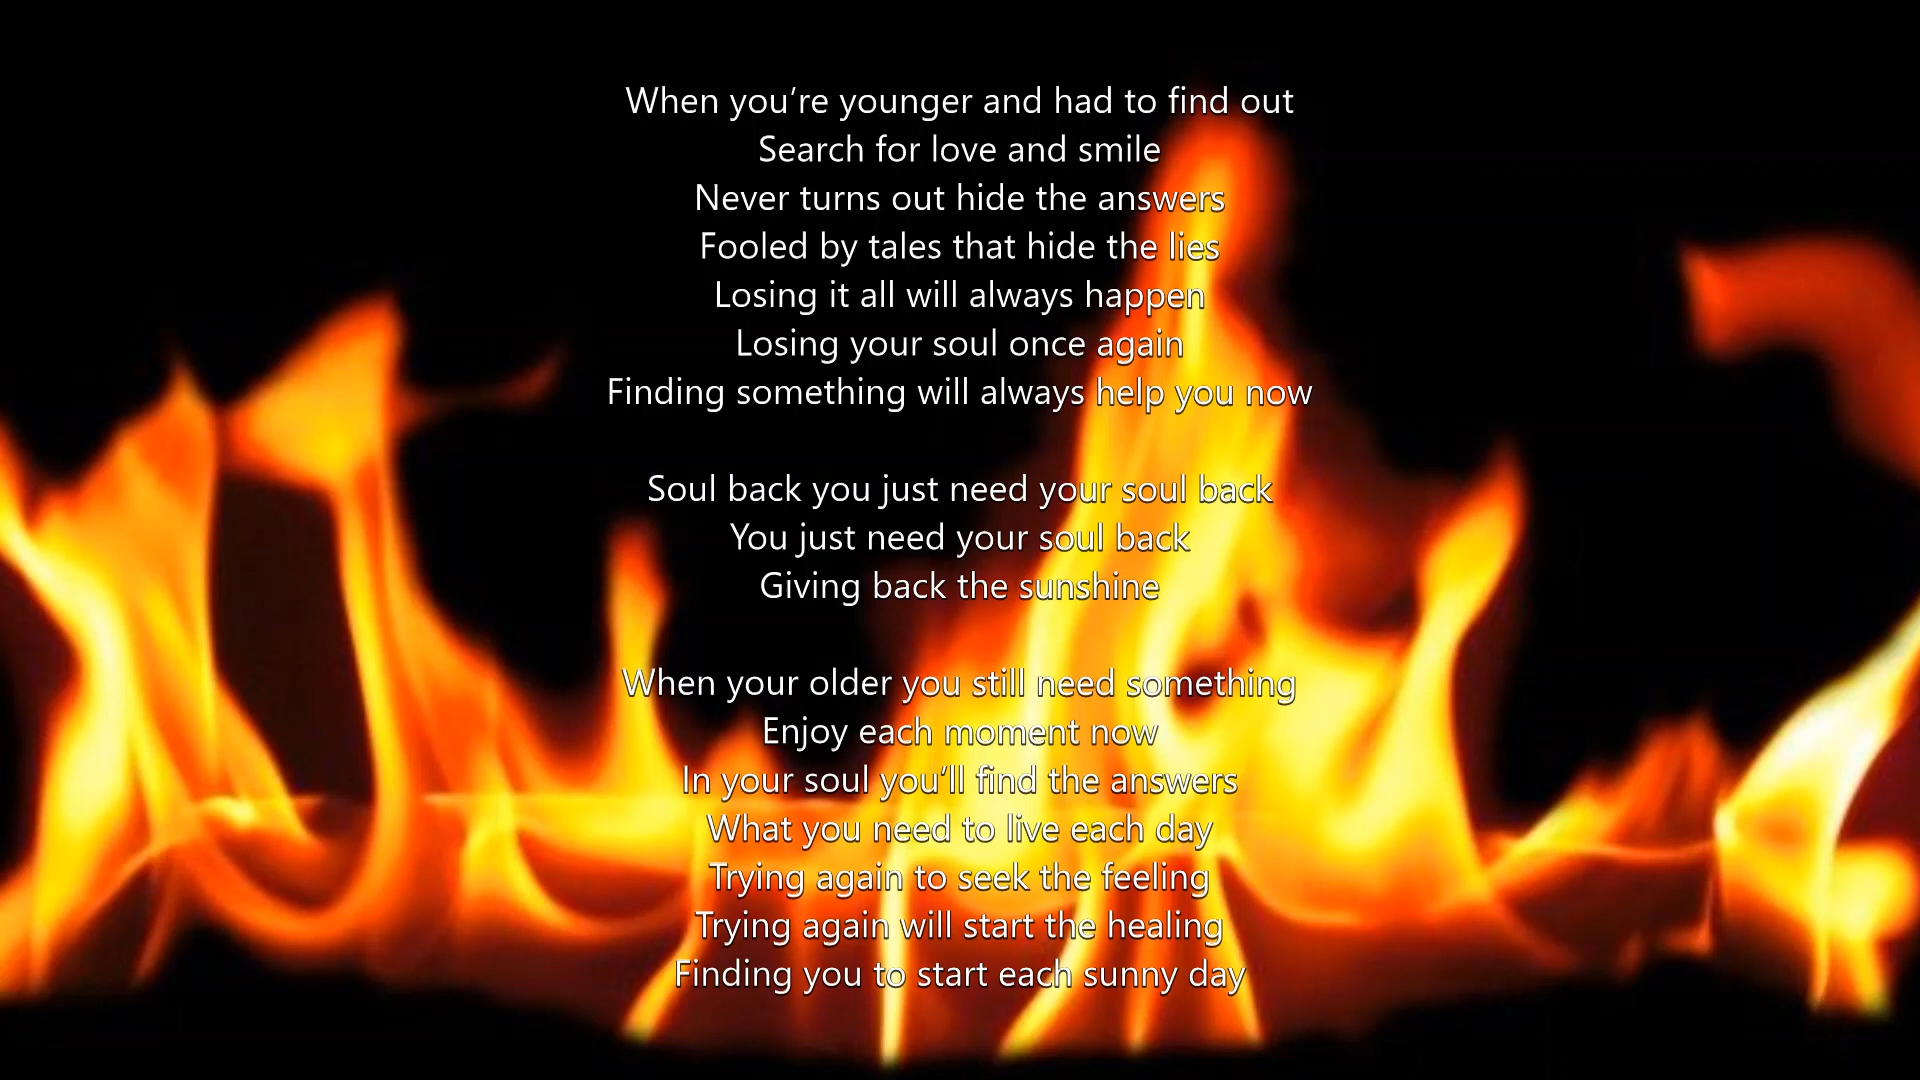 When you’re younger and had to find out
Search for love and smile
Never turns out hide the answers
Fooled by tales that hide the lies
Losing it all will always happen
Losing your soul once again
Finding something will always help you now
Soul back you just need your soul back
You just need your soul back
Giving back the sunshine
When your older you still need something
Enjoy each moment now
In your soul you’ll find the answers
What you need to live each day
Trying again to seek the feeling
Trying again will start the healing
Finding you to start each sunny day